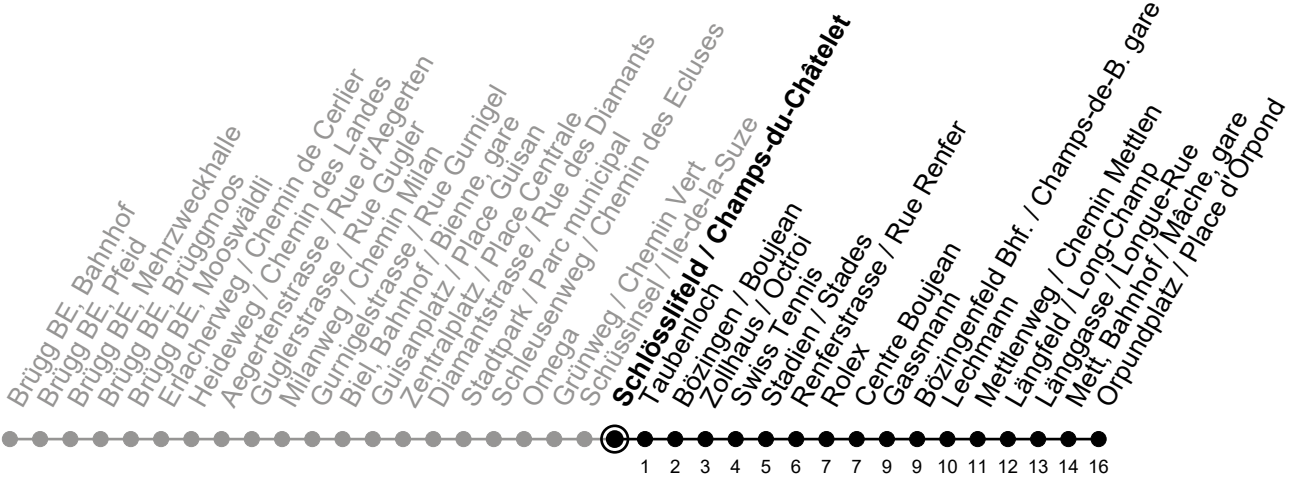 Brügg BE, Bahnhof
Brügg BE, Pfeid
Brügg BE, Mehrzweckhalle
Brügg BE, Brüggmoos
Brügg BE, Mooswäldli
Erlacherweg / Chemin de Cerlier
Heideweg / Chemin des Landes
Aegertenstrasse / Rue d'Aegerten
Guglerstrasse / Rue Gugler
Milanweg / Chemin Milan
Gurnigelstrasse / Rue Gurnigel
Biel, Bahnhof / Bienne, gare
Guisanplatz / Place Guisan
Zentralplatz / Place Centrale
Diamantstrasse / Rue des Diamants
Stadtpark / Parc municipal
Schleusenweg / Chemin des Ecluses
Omega
Grünweg / Chemin Vert
Schüssinsel / Ile-de-la-Suze
Schlösslifeld / Champs-du-Châtelet
Taubenloch
Bözingen / Boujean
Zollhaus / Octroi
Swiss Tennis
Stadien / Stades
Renferstrasse / Rue Renfer
Rolex
Centre Boujean
Gassmann
Bözingenfeld Bhf. / Champs-de-B. gare
Lechmann
Mettlenweg / Chemin Mettlen
Längfeld / Long-Champ
Länggasse / Longue-Rue
Mett, Bahnhof / Mâche, gare
Orpundplatz / Place d'Orpond
1 2 3 4 5 6 7 7 9 9 10 11 12 13 14 16